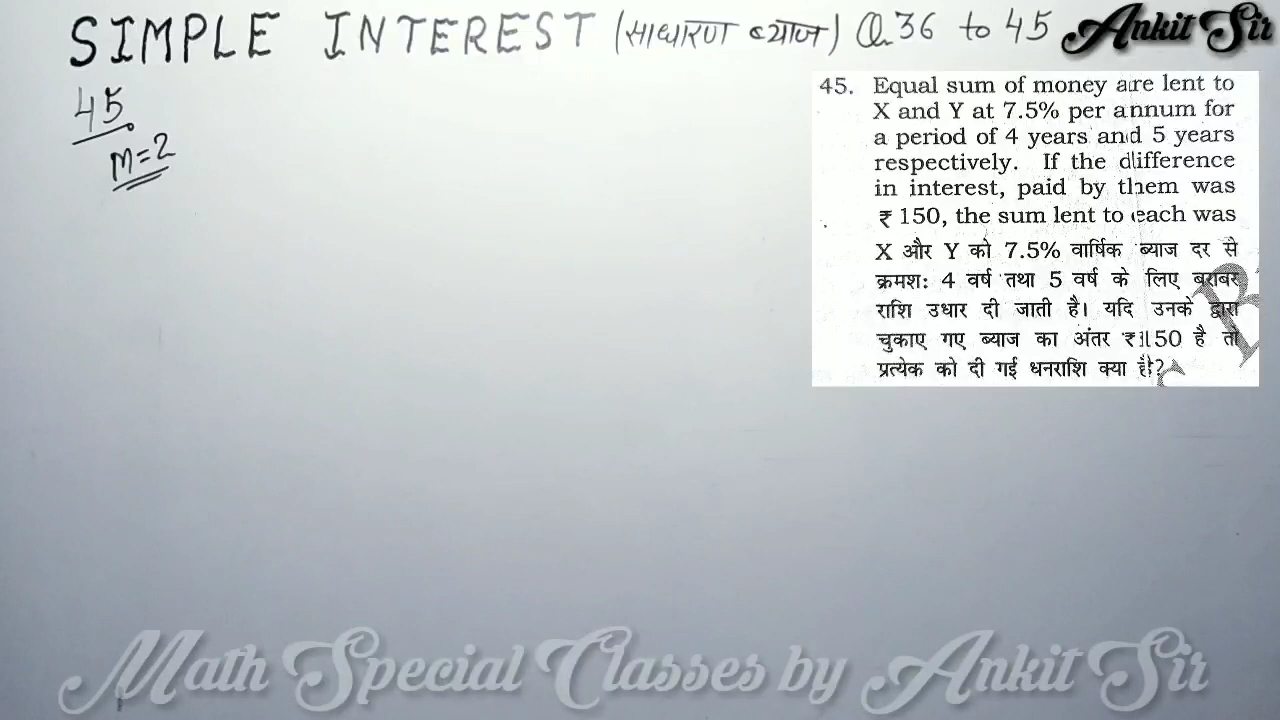 SIMPLE INTEREST (साधारण ब्याज) Q.36 to 45
Ankit Sir
45
M=2
45. Equal sum of money are lent to
X and Y at 7.5% per annum for
a period of 4 years and 5 years
respectively. If the difference
in interest, paid by them was
₹ 150, the sum lent to each was
X और Y को 7.5% वार्षिक ब्याज दर से
क्रमशः 4 वर्ष तथा 5 वर्ष के लिए बराबर
राशि उधार दी जाती है। यदि उनके द्वारा
चुकाए गए ब्याज का अंतर ₹ 150 है तो
प्रत्येक को दी गई धनराशि क्या है?
Math Special Classes by Ankit Sir